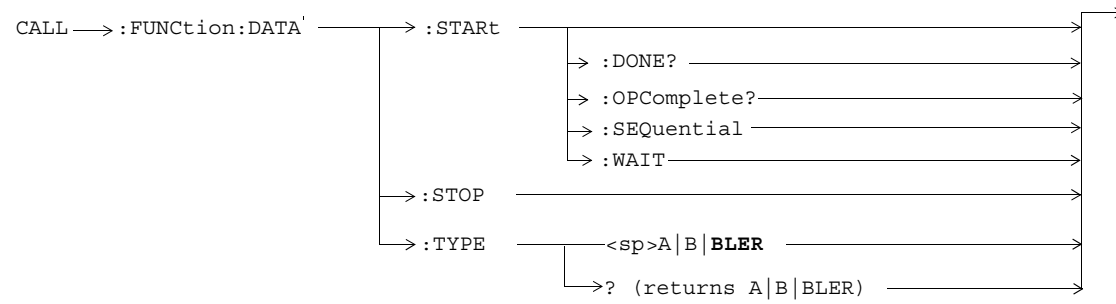 CALL :FUNCtion:DATA :STARt
:DONE?
:OPComplete?
:SEQuential
:WAIT
:STOP
:TYPE <sp>A|B|BLER
? (returns A|B|BLER)